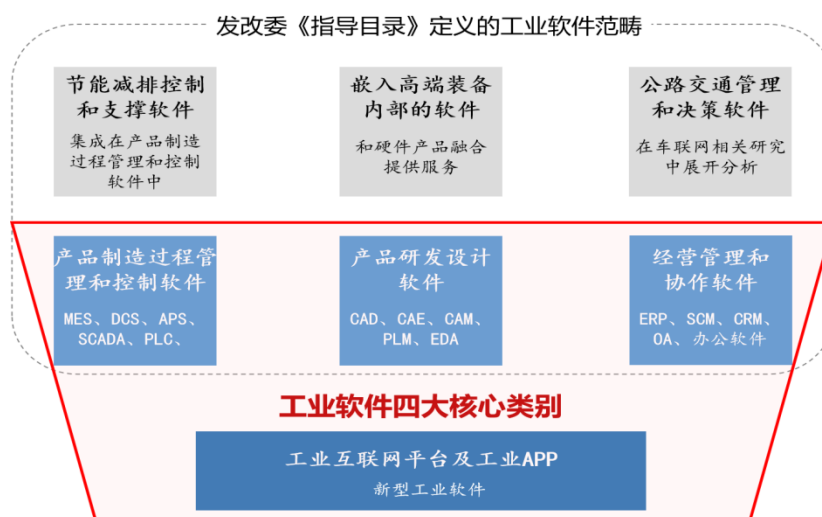 发改委《指导目录》定义的工业软件范畴
节能减排控制
和支撑软件
集成在产品制造
过程管理和控制
软件中
嵌入高端装备
内部的软件
和硬件产品融合
提供服务
公路交通管理
和决策软件
在车联网相关研究
中展开分析
产品制造过程管
理和控制软件
MES、DCS、APS、
SCADA、PLC、
产品研发设计
软件
CAD、CAE、CAM、
PLM、EDA
经营管理和
协作软件
ERP、SCM、CRM、
OA、办公软件
工业软件四大核心类别
工业互联网平台及工业APP
新型工业软件